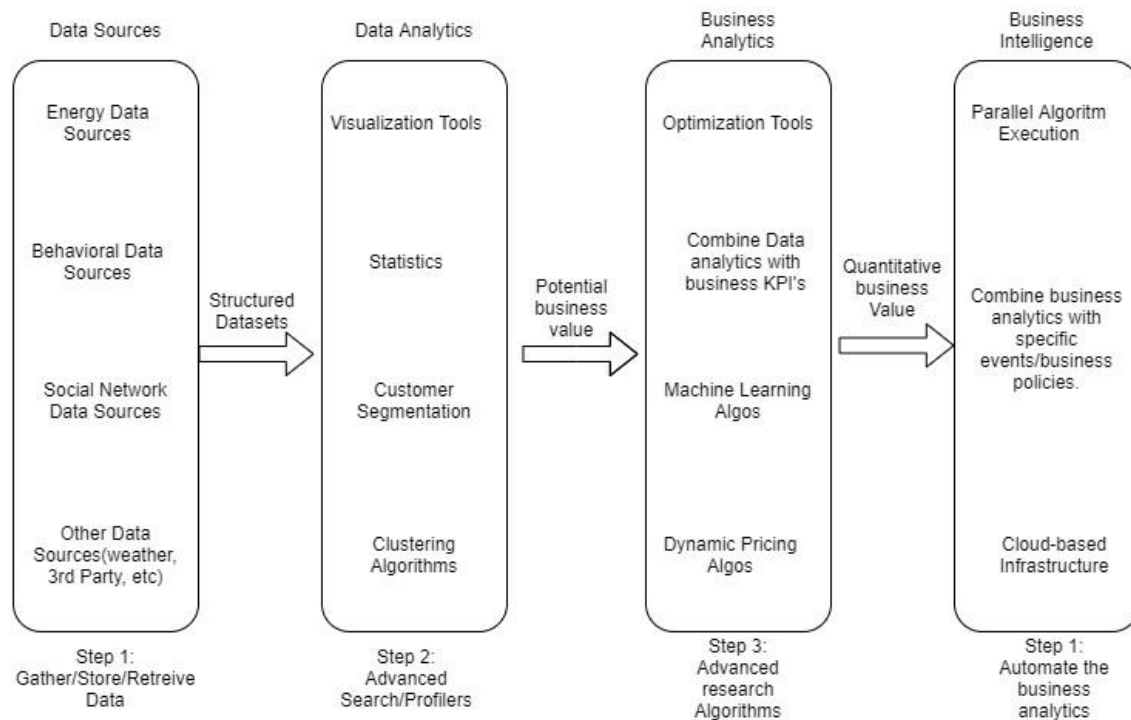 Data Sources
Energy Data
Sources
Behavioral Data
Sources
Social Network
Data Sources
Other Data
Sources(weather,
3rd Party, etc)
Step 1:
Gather/Store/Retreive
Data
Structured
Datasets
Data Analytics
Visualization Tools
Statistics
Customer
Segmentation
Clustering
Algorithms
Step 2:
Advanced
Search/Profilers
Potential
business
value
Business
Analytics
Optimization Tools
Combine Data
analytics with
business KPI's
Machine Learning
Algos
Dynamic Pricing
Algos
Step 3:
Advanced
research
Algorithms
Quantitative
business
Value
Business
Intelligence
Parallel Algoritm
Execution
Combine business
analytics with
specific
events/business
policies.
Cloud-based
Infrastructure
Step 1:
Automate the
business
analytics